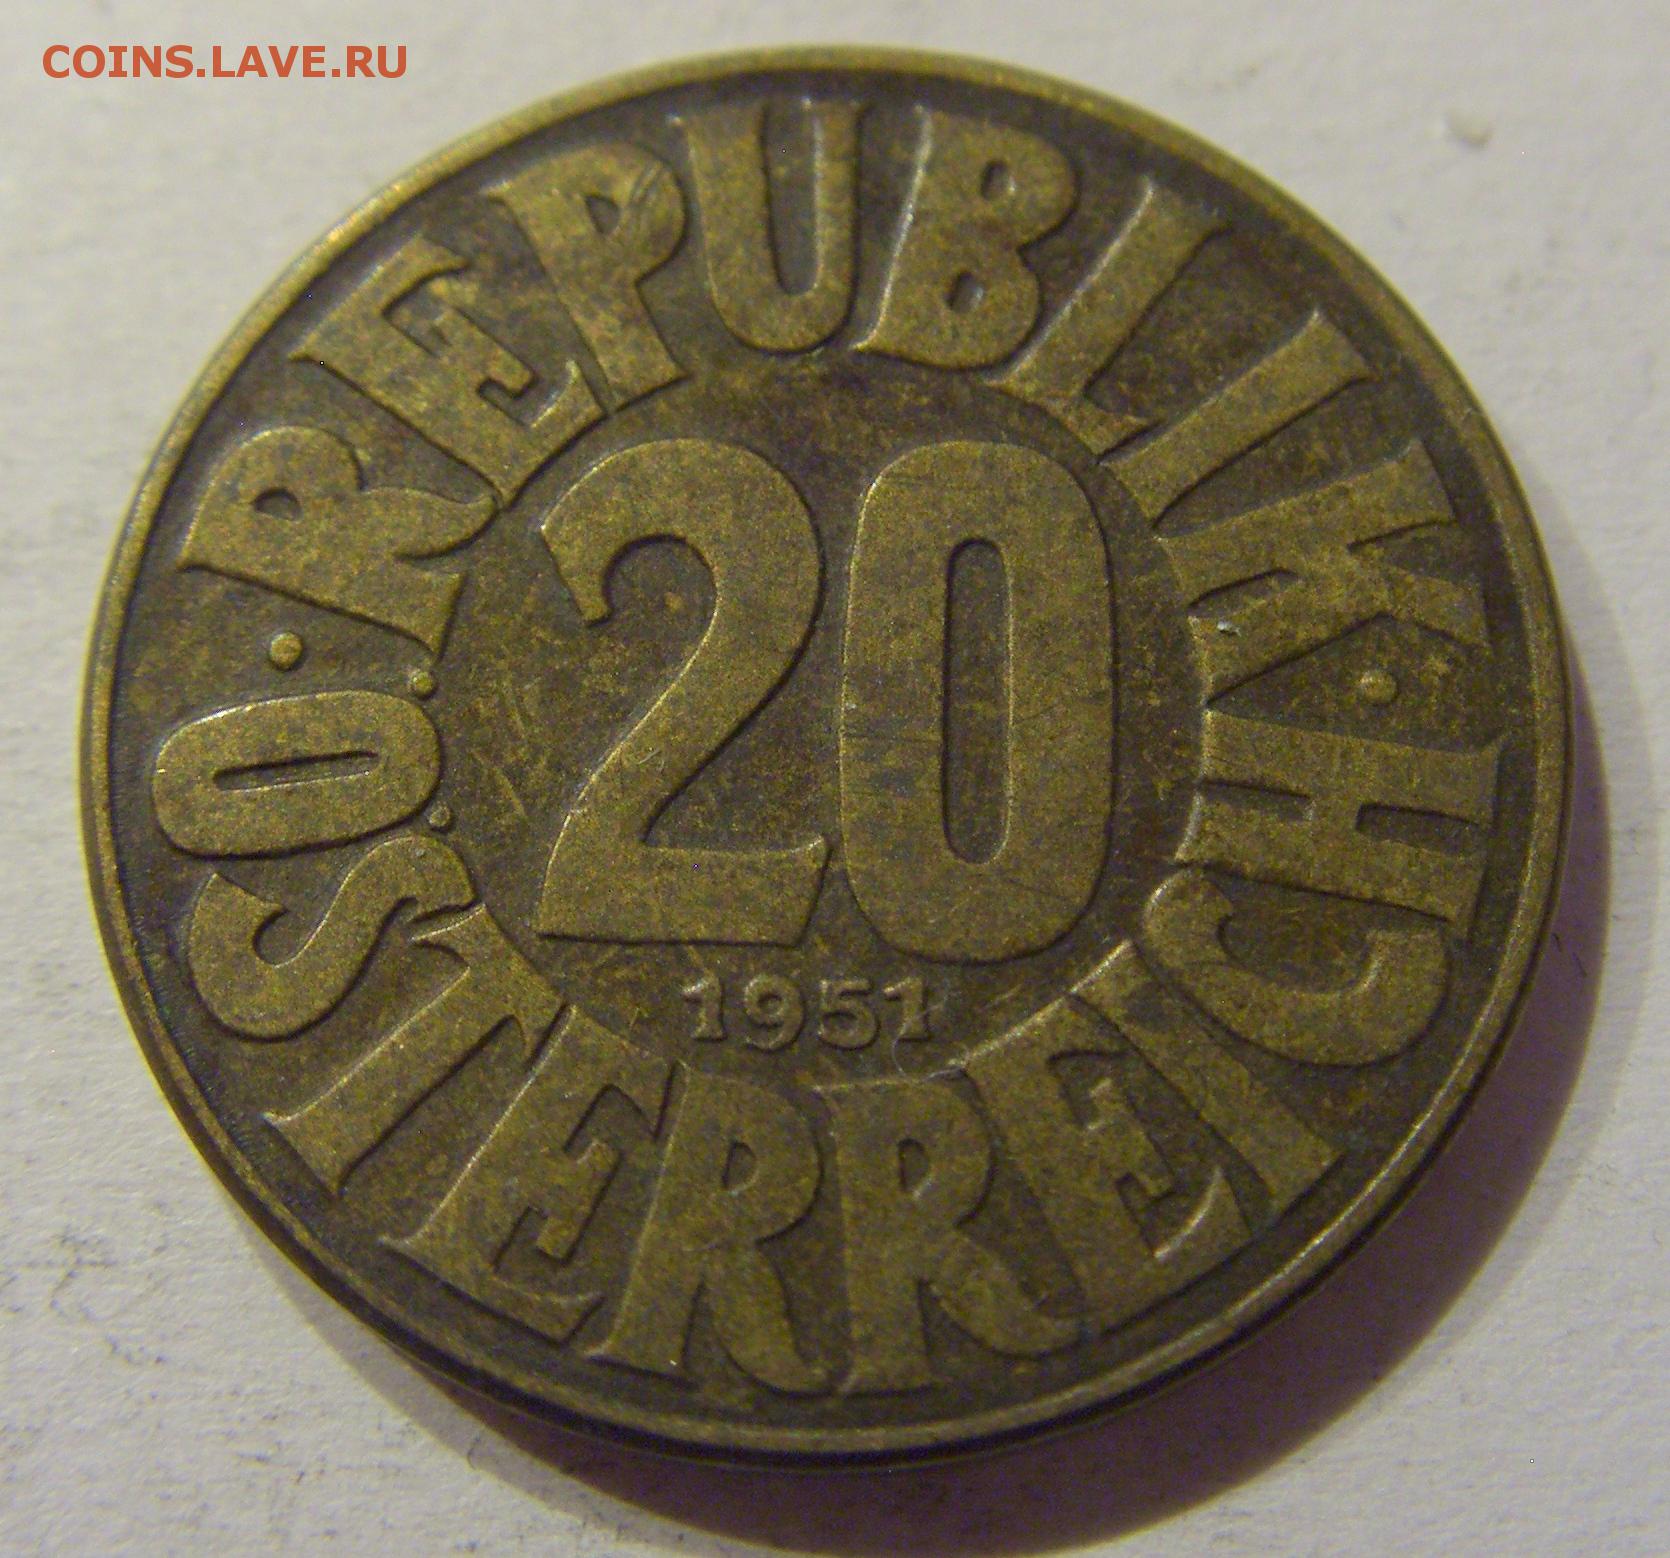 COINS.LAVE.RU
REPUBLIK · ÖSTERREICH ·
20
1951